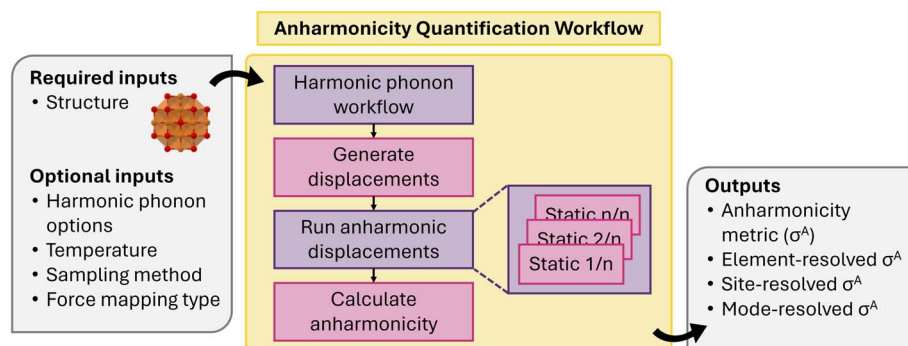 Anharmonicity Quantification Workflow
Required inputs
• Structure
Optional inputs
• Harmonic phonon
options
• Temperature
• Sampling method
• Force mapping type
Harmonic phonon
workflow
Generate
displacements
Run anharmonic
displacements
Calculate
anharmonicity
Static n/n
Static 2/n
Static 1/n
Outputs
• Anharmonicity
metric (σᴬ)
• Element-resolved σᴬ
• Site-resolved σᴬ
• Mode-resolved σᴬ